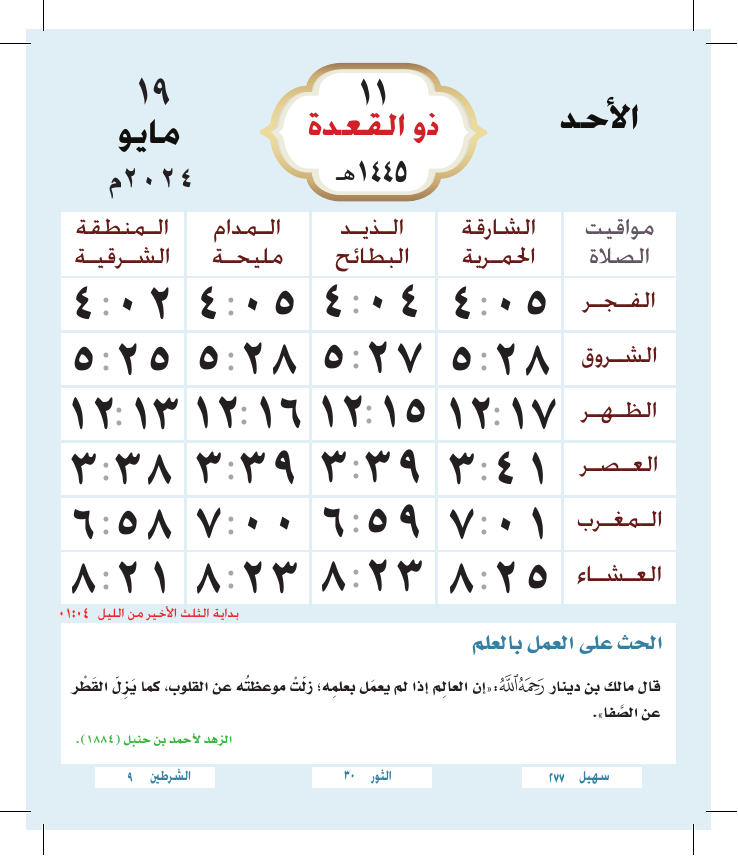 الأحد
١١
ذو القعدة
١٤٤٥هـ
١٩
مايو
٢٠٢٤م
مواقيت الصلاة | الشارقة الحمرية | الذيد البطائح | المدام مليحة | المنطقة الشرقية
الفجر ٤:٠٥ ٤:٠٤ ٤:٠٥ ٤:٠٢
الشروق ٥:٢٨ ٥:٢٧ ٥:٢٨ ٥:٢٥
الظهر ١٢:١٧ ١٢:١٥ ١٢:١٦ ١٢:١٣
العصر ٣:٤١ ٣:٣٩ ٣:٣٩ ٣:٣٨
المغرب ٧:٠١ ٦:٥٩ ٧:٠٠ ٦:٥٨
العشاء ٨:٢٥ ٨:٢٣ ٨:٢٣ ٨:٢١
بداية الثلث الأخير من الليل ٠١:٠٤
الحث على العمل بالعلم
قال مالك بن دينار رَحِمَهُ اللَّهُ: «إن العالِم إذا لم يعمَل بعلمِه؛ زلَتْ موعظتُه عن القلوب، كما يَزِلّ القَطْر
عن الصَّفا».
الزهد لأحمد بن حنبل (١٨٨٤).
سهيل ٢٧٧
الثور ٣٠
الشرطين ٩